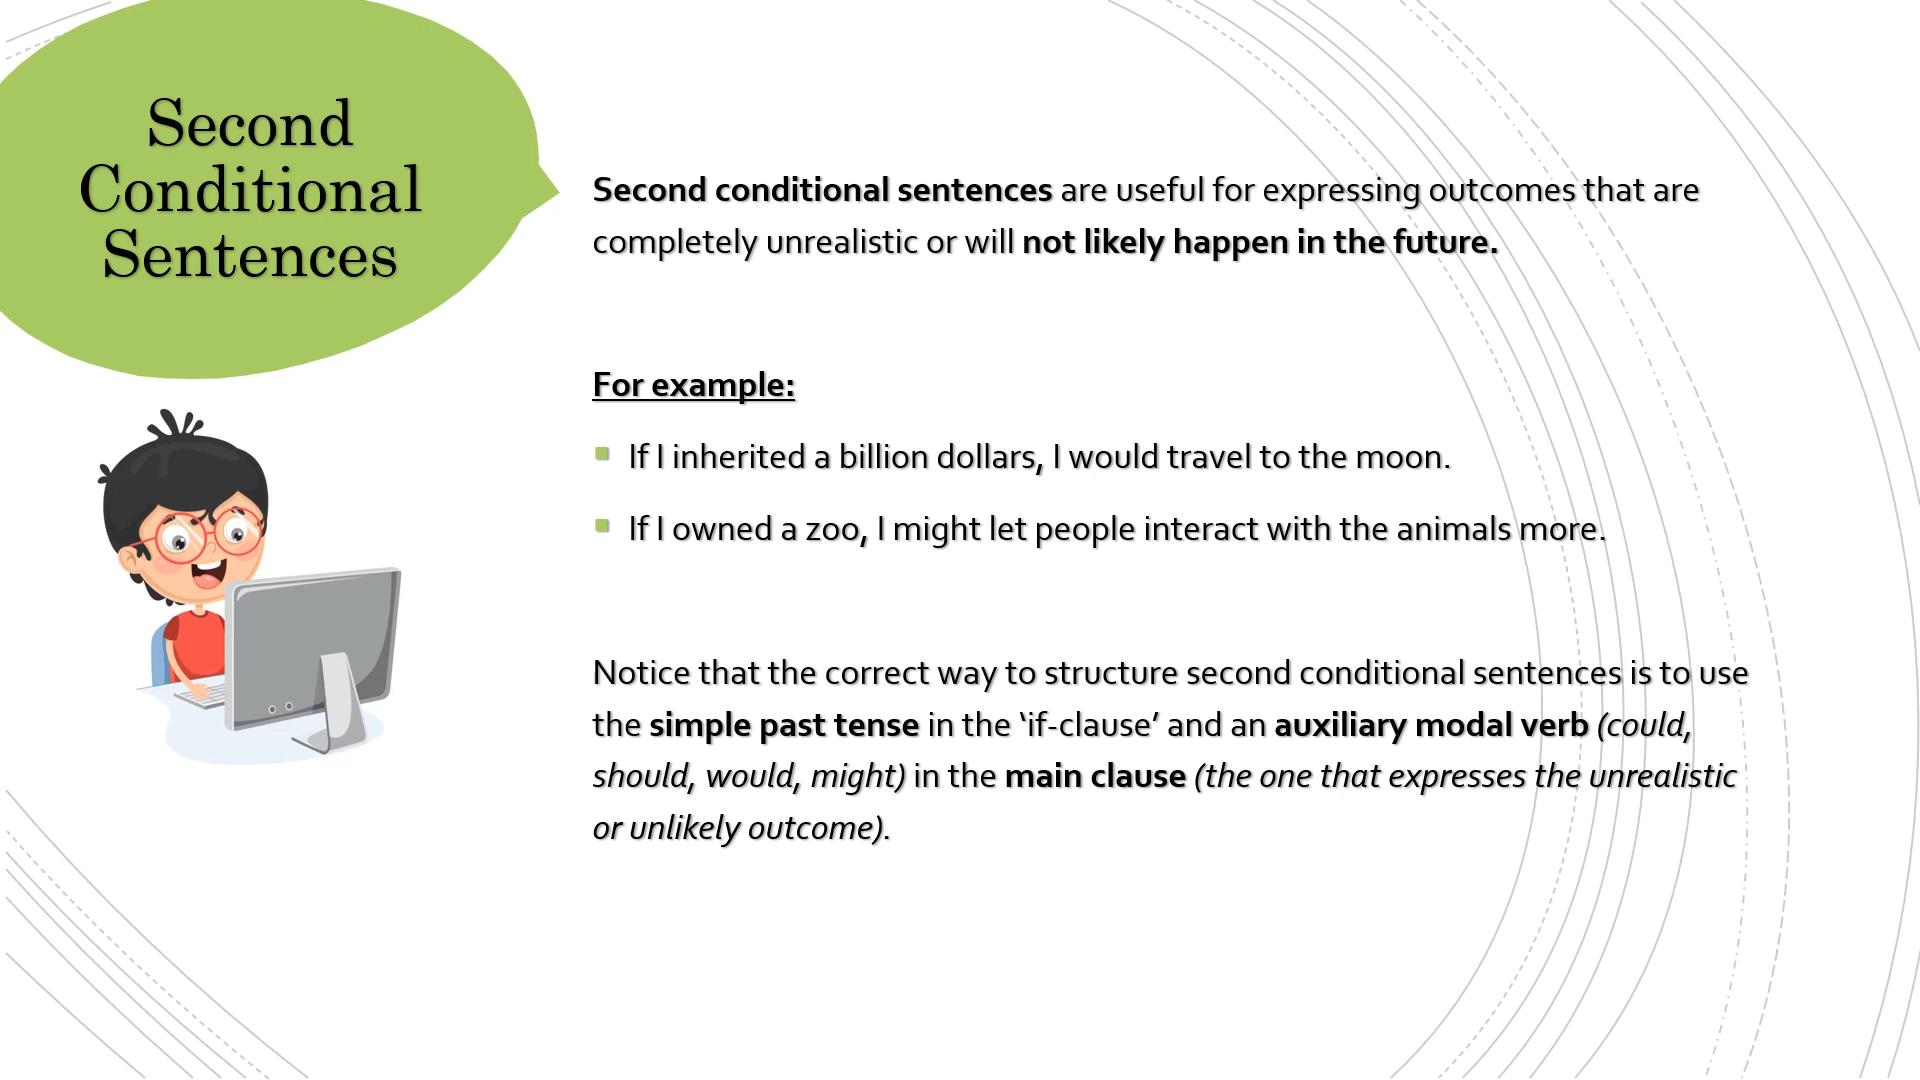 Second
Conditional
Sentences
Second conditional sentences are useful for expressing outcomes that are
completely unrealistic or will not likely happen in the future.
For example:
If I inherited a billion dollars, I would travel to the moon.
If I owned a zoo, I might let people interact with the animals more.
Notice that the correct way to structure second conditional sentences is to use
the simple past tense in the ‘if-clause’ and an auxiliary modal verb (could,
should, would, might) in the main clause (the one that expresses the unrealistic
or unlikely outcome).